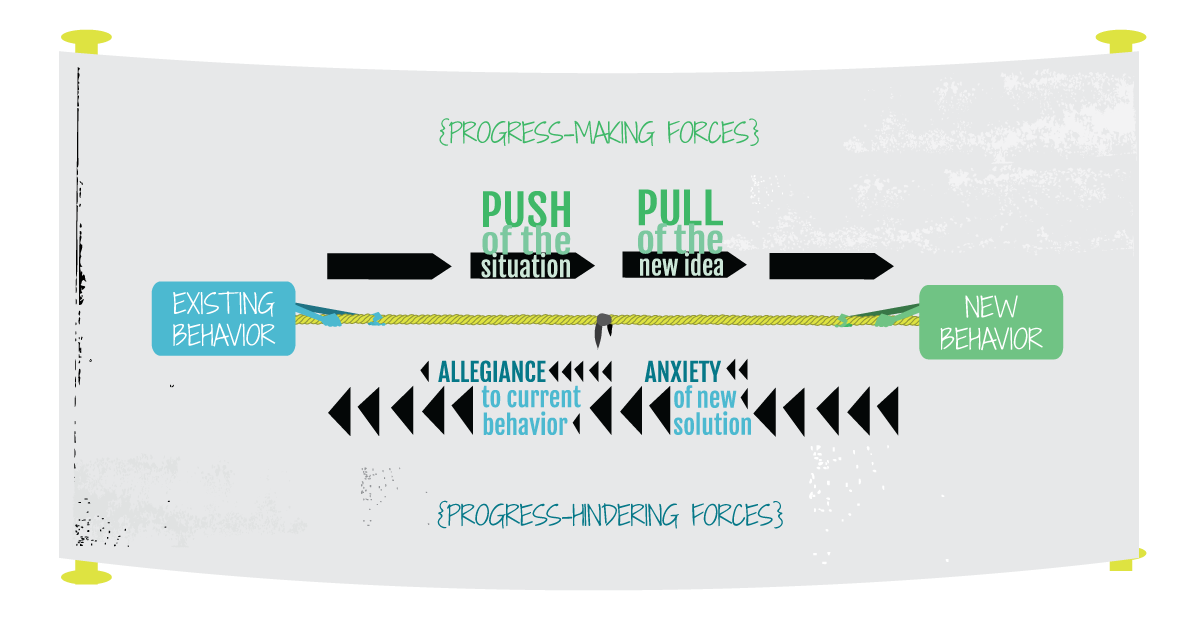 {PROGRESS-MAKING FORCES}
PUSH
of the
situation
PULL
of the
new idea
EXISTING
BEHAVIOR
NEW
BEHAVIOR
ALLEGIANCE
to current
behavior
ANXIETY
of new
solution
{PROGRESS-HINDERING FORCES}